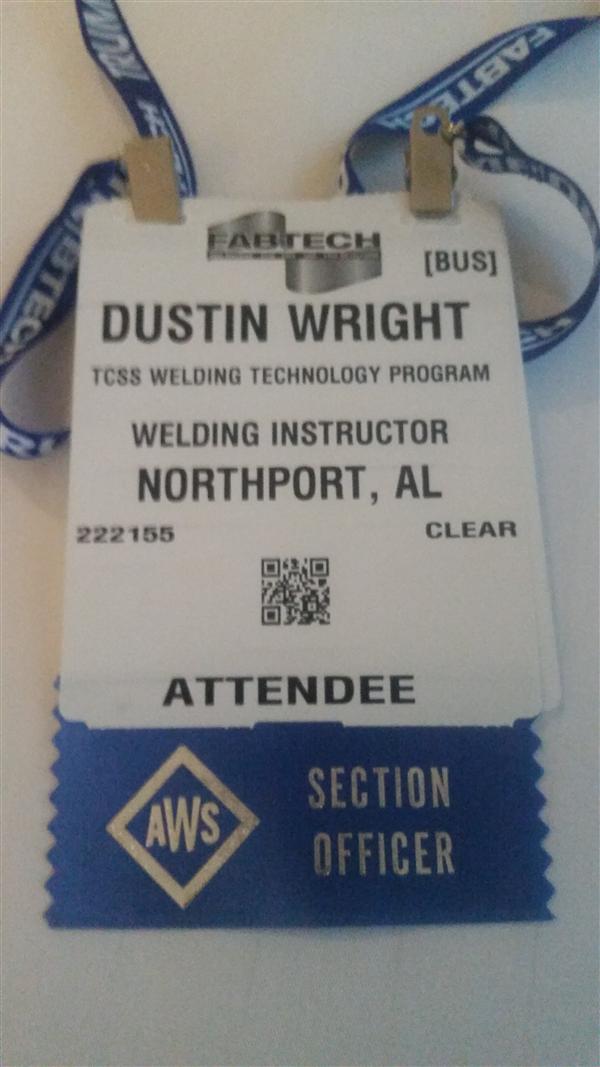 FABTECH
FABTECH
FABTECH
[BUS]
DUSTIN WRIGHT
TCSS WELDING TECHNOLOGY PROGRAM
WELDING INSTRUCTOR
NORTHPORT, AL
222155
CLEAR
ATTENDEE
AWS
SECTION
OFFICER